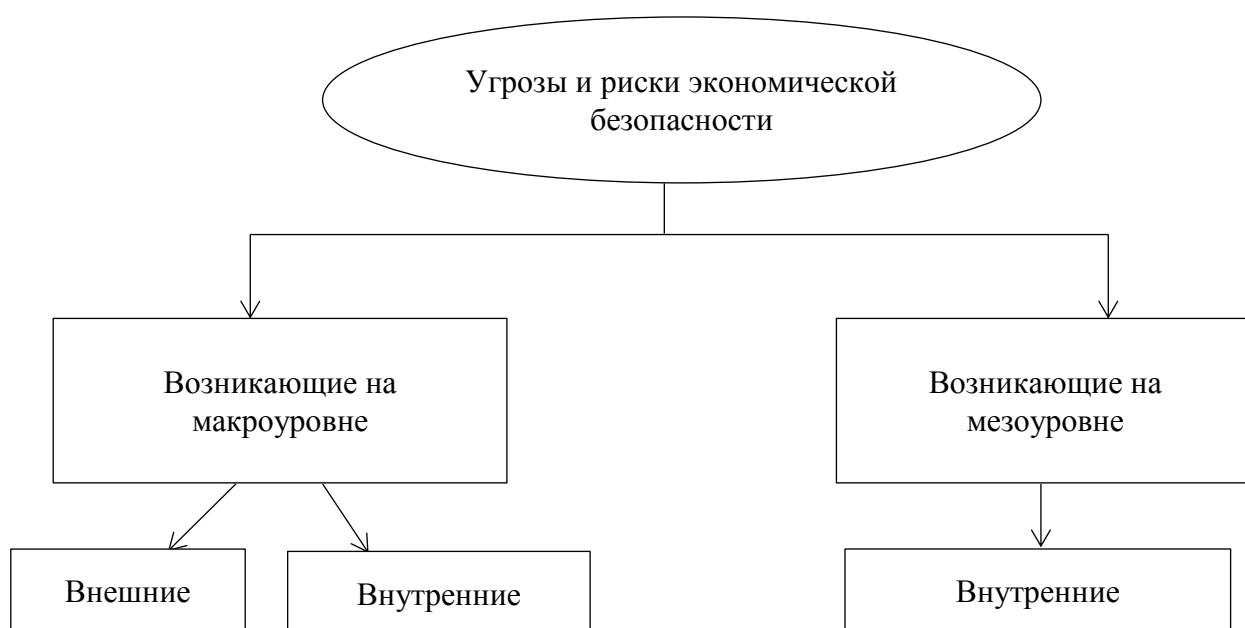 Угрозы и риски экономической
безопасности
Возникающие на
макроуровне
Возникающие на
мезоуровне
Внешние
Внутренние
Внутренние